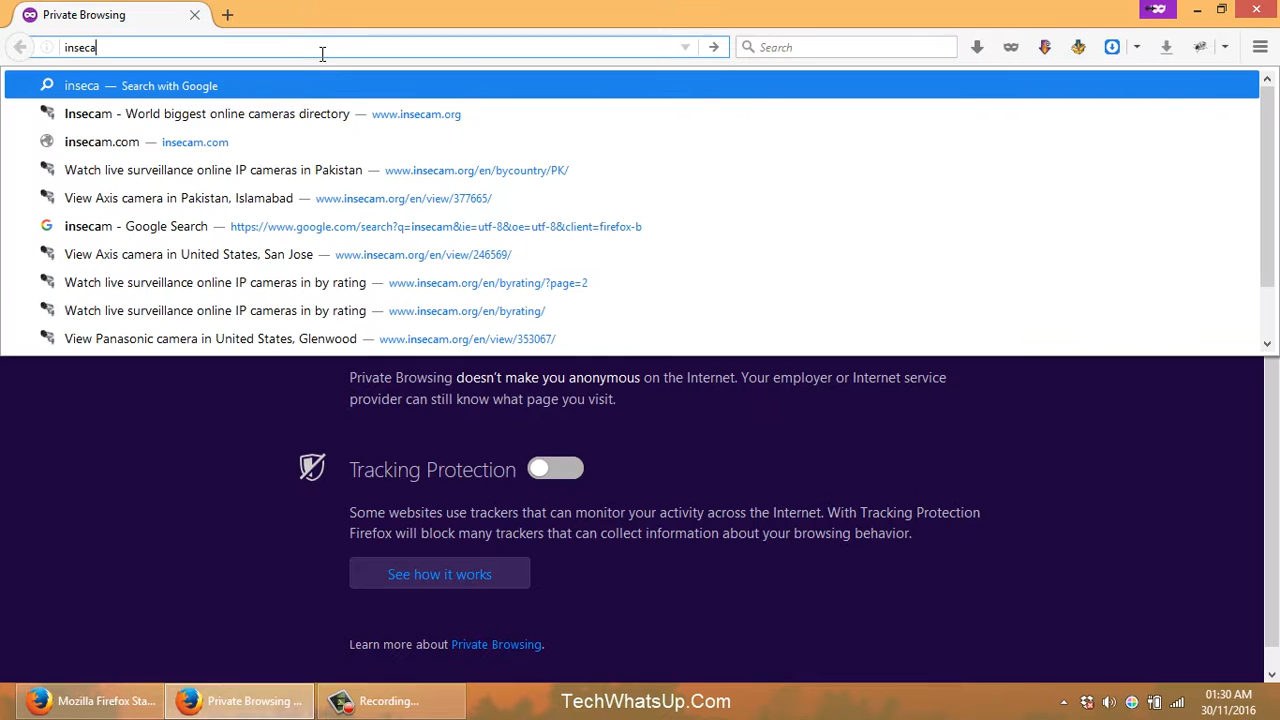 Private Browsing
inseca
Search
inseca — Search with Google
Insecam - World biggest online cameras directory — www.insecam.org
insecam.com — insecam.com
Watch live surveillance online IP cameras in Pakistan — www.insecam.org/en/bycountry/PK/
View Axis camera in Pakistan, Islamabad — www.insecam.org/en/view/377665/
insecam - Google Search — https://www.google.com/search?q=insecam&ie=utf-8&oe=utf-8&client=firefox-b
View Axis camera in United States, San Jose — www.insecam.org/en/view/246569/
Watch live surveillance online IP cameras in by rating — www.insecam.org/en/byrating/?page=2
Watch live surveillance online IP cameras in by rating — www.insecam.org/en/byrating/
View Panasonic camera in United States, Glenwood — www.insecam.org/en/view/353067/
Private Browsing doesn't make you anonymous on the Internet. Your employer or Internet service
provider can still know what page you visit.
Tracking Protection
Some websites use trackers that can monitor your activity across the Internet. With Tracking Protection
Firefox will block many trackers that can collect information about your browsing behavior.
See how it works
Learn more about Private Browsing.
Mozilla Firefox Sta...
Private Browsing ...
Recording...
TechWhatsUp.Com
01:30 AM
30/11/2016